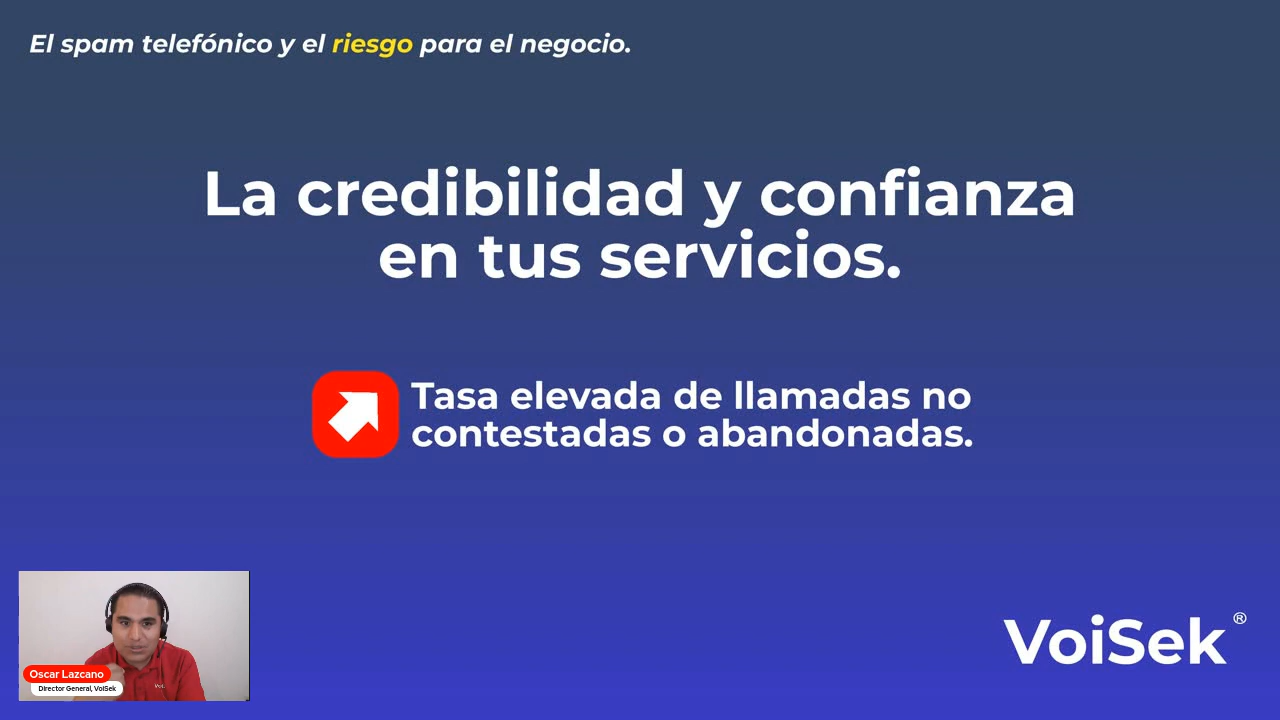 El spam telefónico y el riesgo para el negocio.
La credibilidad y confianza
en tus servicios.
Tasa elevada de llamadas no
contestadas o abandonadas.
Oscar Lazcano
Director General, VoiSek
VoiSek®